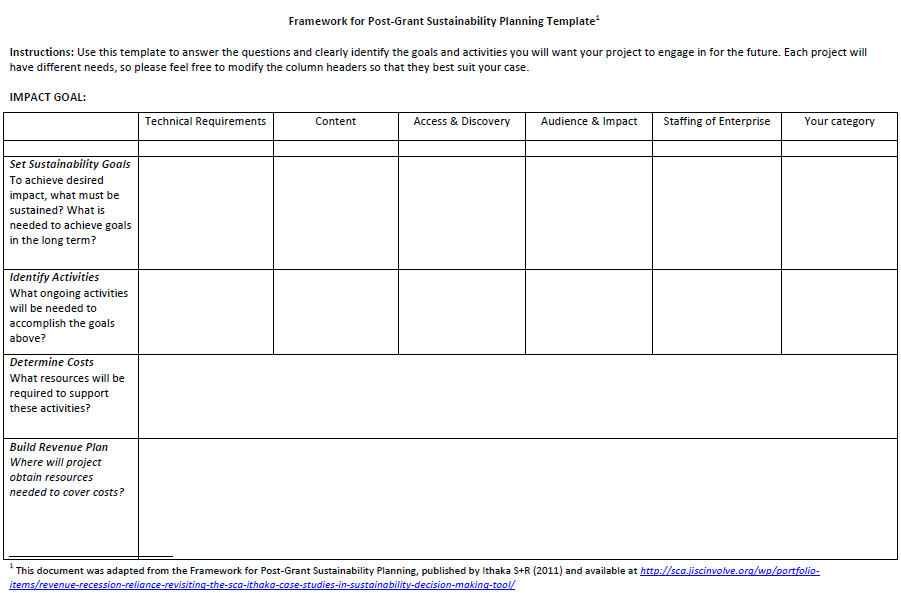 Framework for Post-Grant Sustainability Planning Template1
Instructions: Use this template to answer the questions and clearly identify the goals and activities you will want your project to engage in for the future. Each project will
have different needs, so please feel free to modify the column headers so that they best suit your case.
IMPACT GOAL:
Technical Requirements Content Access & Discovery Audience & Impact Staffing of Enterprise Your category
Set Sustainability Goals
To achieve desired
impact, what must be
sustained? What is
needed to achieve goals
in the long term?
Identify Activities
What ongoing activities
will be needed to
accomplish the goals
above?
Determine Costs
What resources will be
required to support
these activities?
Build Revenue Plan
Where will project
obtain resources
needed to cover costs?
1 This document was adapted from the Framework for Post-Grant Sustainability Planning, published by Ithaka S+R (2011) and available at http://sca.jiscinvolve.org/wp/portfolio-
items/revenue-recession-reliance-revisiting-the-sca-ithaka-case-studies-in-sustainability-decision-making-tool/